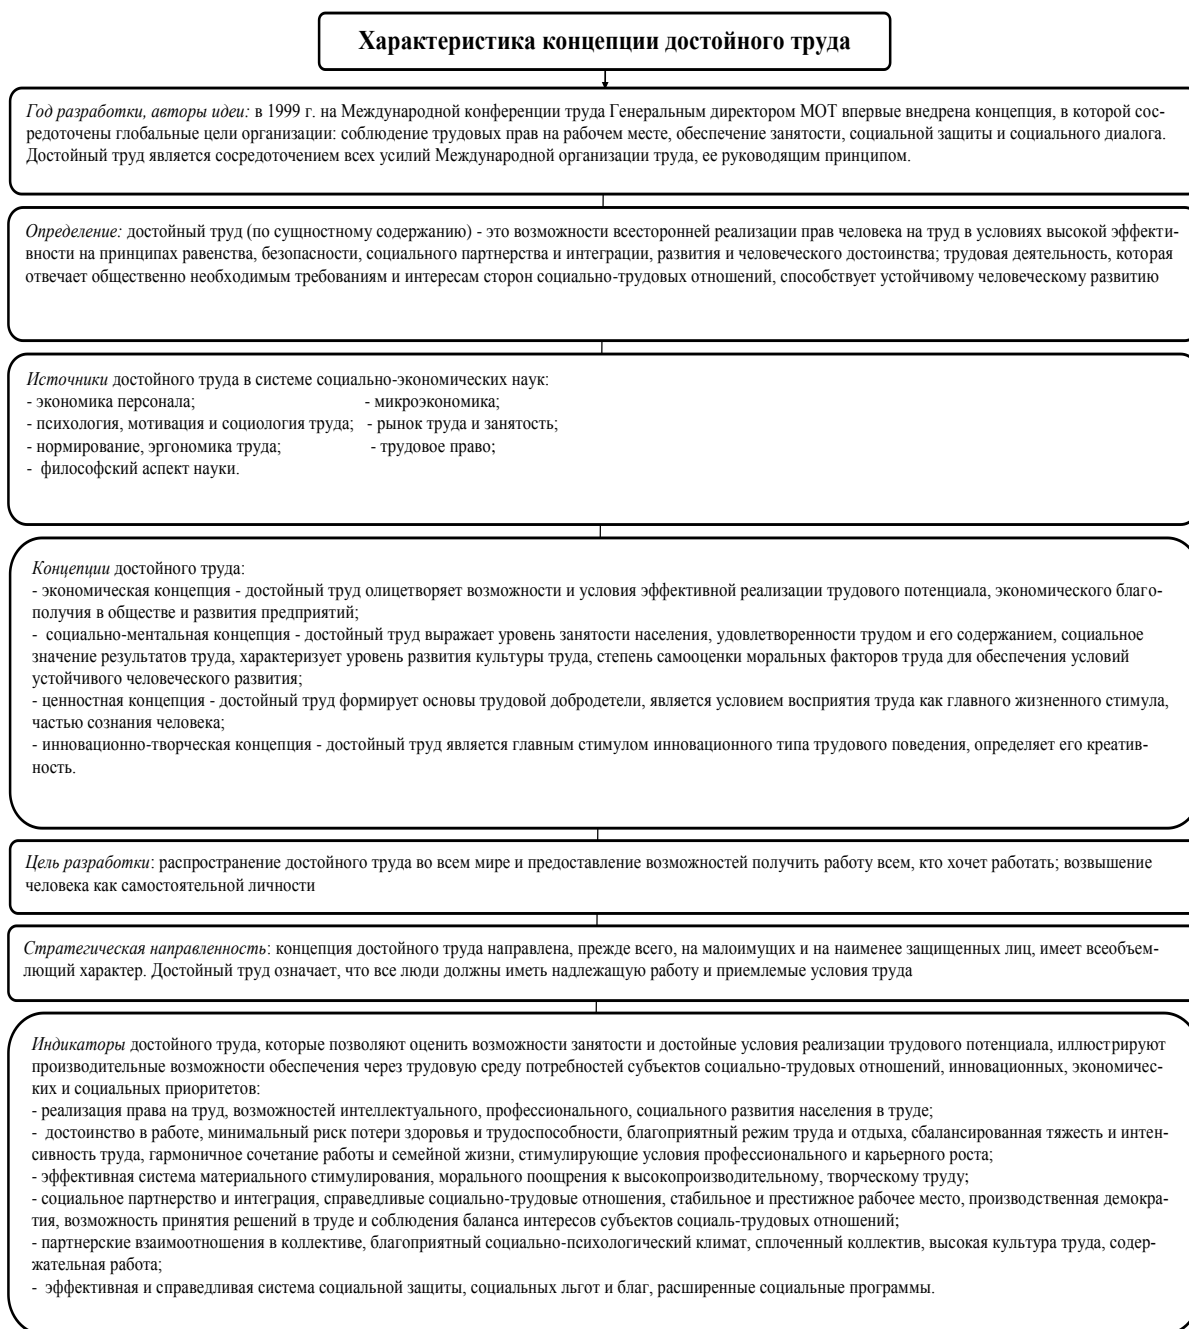 Характеристика концепции достойного труда
Год разработки, авторы идеи: в 1999 г. на Международной конференции труда Генеральным директором МОТ впервые внедрена концепция, в которой сос-
редоточены глобальные цели организации: соблюдение трудовых прав на рабочем месте, обеспечение занятости, социальной защиты и социального диалога.
Достойный труд является сосредоточением всех усилий Международной организации труда, ее руководящим принципом.
Определение: достойный труд (по сущностному содержанию) - это возможности всесторонней реализации прав человека на труд в условиях высокой эффекти-
вности на принципах равенства, безопасности, социального партнерства и интеграции, развития и человеческого достоинства; трудовая деятельность, которая
отвечает общественно необходимым требованиям и интересам сторон социально-трудовых отношений, способствует устойчивому человеческому развитию
Источники достойного труда в системе социально-экономических наук:
- экономика персонала; - микроэкономика;
- психология, мотивация и социология труда; - рынок труда и занятость;
- нормирование, эргономика труда; - трудовое право;
- философский аспект науки.
Концепции достойного труда:
- экономическая концепция - достойный труд олицетворяет возможности и условия эффективной реализации трудового потенциала, экономического благо-
получия в обществе и развития предприятий;
- социально-ментальная концепция - достойный труд выражает уровень занятости населения, удовлетворенности трудом и его содержанием, социальное
значение результатов труда, характеризует уровень развития культуры труда, степень самооценки моральных факторов труда для обеспечения условий
устойчивого человеческого развития;
- ценностная концепция - достойный труд формирует основы трудовой добродетели, является условием восприятия труда как главного жизненного стимула,
частью сознания человека;
- инновационно-творческая концепция - достойный труд является главным стимулом инновационного типа трудового поведения, определяет его креатив-
ность.
Цель разработки: распространение достойного труда во всем мире и предоставление возможностей получить работу всем, кто хочет работать; возвышение
человека как самостоятельной личности
Стратегическая направленность: концепция достойного труда направлена, прежде всего, на малоимущих и на наименее защищенных лиц, имеет всеобъем-
лющий характер. Достойный труд означает, что все люди должны иметь надлежащую работу и приемлемые условия труда
Индикаторы достойного труда, которые позволяют оценить возможности занятости и достойные условия реализации трудового потенциала, иллюстрируют
производительные возможности обеспечения через трудовую среду потребностей субъектов социально-трудовых отношений, инновационных, экономичес-
ких и социальных приоритетов:
- реализация права на труд, возможностей интеллектуального, профессионального, социального развития населения в труде;
- достоинство в работе, минимальный риск потери здоровья и трудоспособности, благоприятный режим труда и отдыха, сбалансированная тяжесть и интен-
сивность труда, гармоничное сочетание работы и семейной жизни, стимулирующие условия профессионального и карьерного роста;
- эффективная система материального стимулирования, морального поощрения к высокопроизводительному, творческому труду;
- социальное партнерство и интеграция, справедливые социально-трудовые отношения, стабильное и престижное рабочее место, производственная демокра-
тия, возможность принятия решений в труде и соблюдения баланса интересов субъектов социаль-трудовых отношений;
- партнерские взаимоотношения в коллективе, благоприятный социально-психологический климат, сплоченный коллектив, высокая культура труда, содер-
жательная работа;
- эффективная и справедливая система социальной защиты, социальных льгот и благ, расширенные социальные программы.